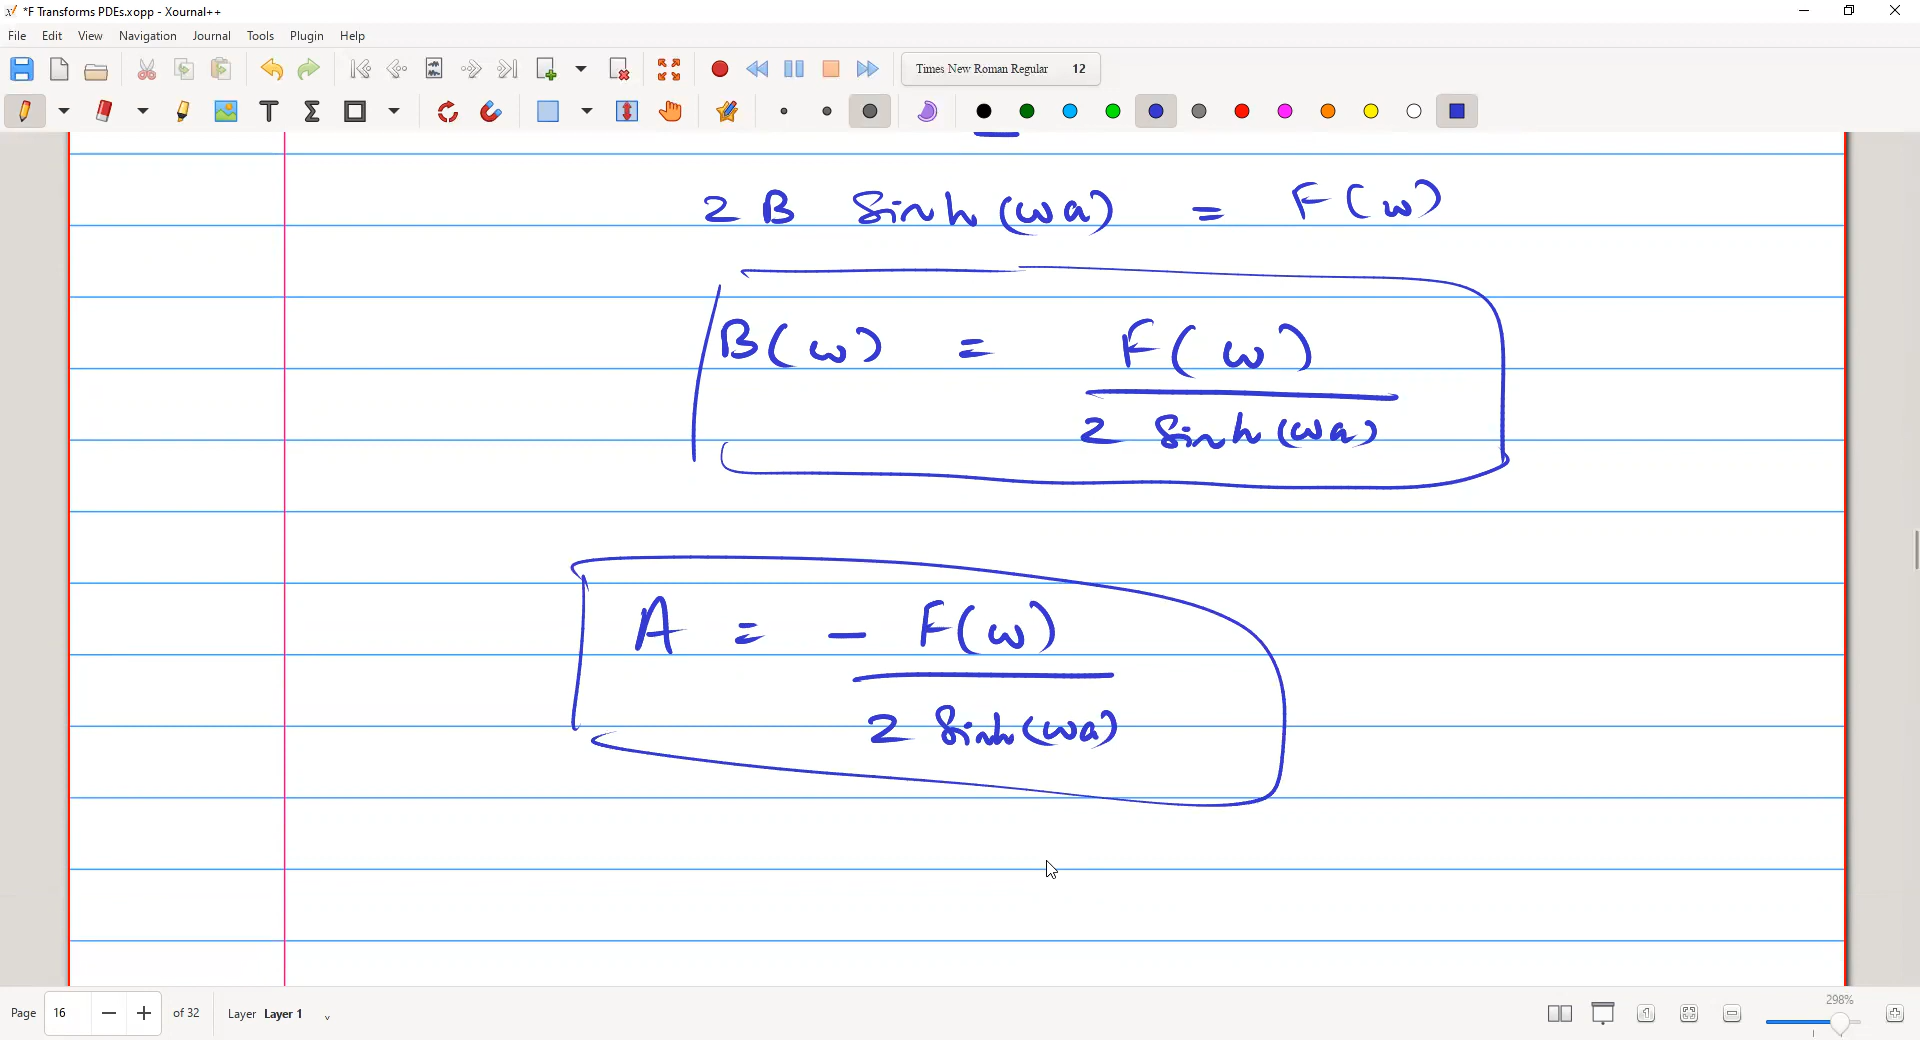 *F Transforms PDEs.xopp - Xournal++
File Edit View Navigation Journal Tools Plugin Help
Times New Roman Regular 12
2 B Sinh(ωa) = F(ω)
B(ω) = F(ω)
2 Sinh(ωa)
A = - F(ω)
2 Sinh(ωa)
298%
Page 16 of 32 Layer Layer 1